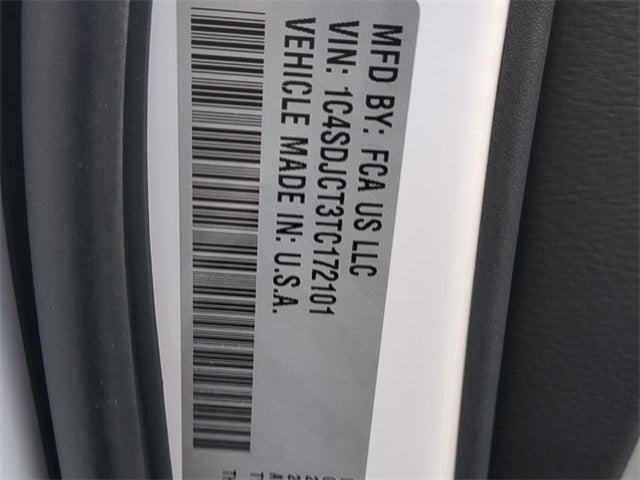 MFD BY: FCA US LLC
VIN: 1C4SDJCT3TC172101
VEHICLE MADE IN: U.S.A.